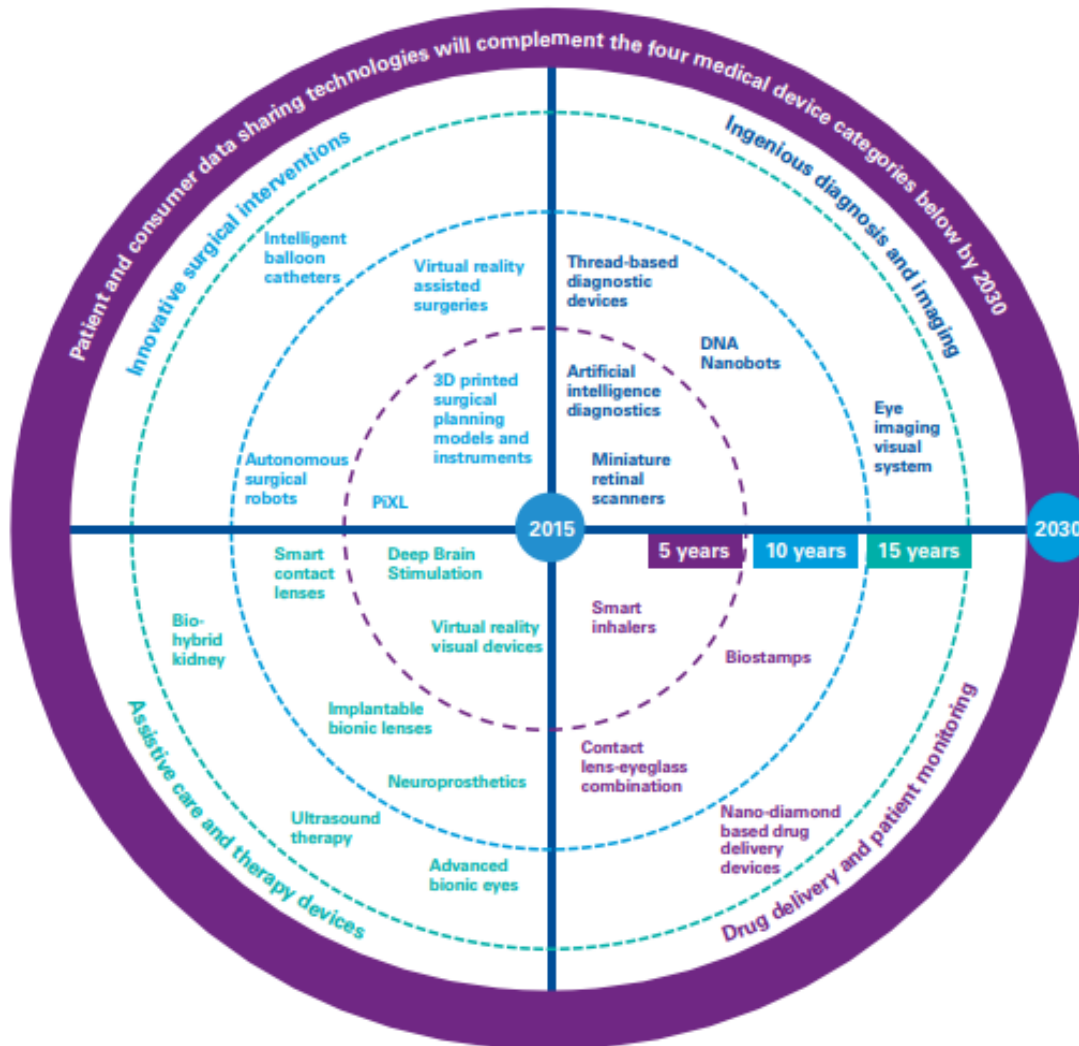 Patient and consumer data sharing technologies will complement the four medical device categories below by 2030
Innovative surgical interventions
Intelligent
balloon
catheters
Virtual reality
assisted
surgeries
3D printed
surgical
planning
models and
instruments
Autonomous
surgical
robots
PiXL
Ingenious diagnosis and imaging
Thread-based
diagnostic
devices
DNA
Nanobots
Artificial
intelligence
diagnostics
Eye
imaging
visual
system
Miniature
retinal
scanners
2015
2030
5 years
10 years
15 years
Smart
contact
lenses
Deep Brain
Stimulation
Bio-
hybrid
kidney
Virtual reality
visual devices
Implantable
bionic lenses
Neuroprosthetics
Ultrasound
therapy
Advanced
bionic eyes
Assistive care and therapy devices
Smart
inhalers
Biostamps
Contact
lens-eyeglass
combination
Nano-diamond
based drug
delivery
devices
Drug delivery and patient monitoring